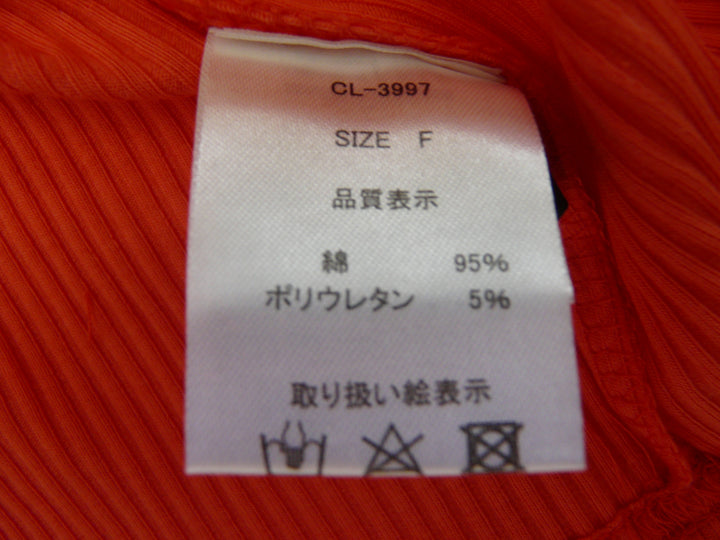 CL-3997
SIZE F
品質表示
綿 95%
ポリウレタン 5%
取り扱い絵表示